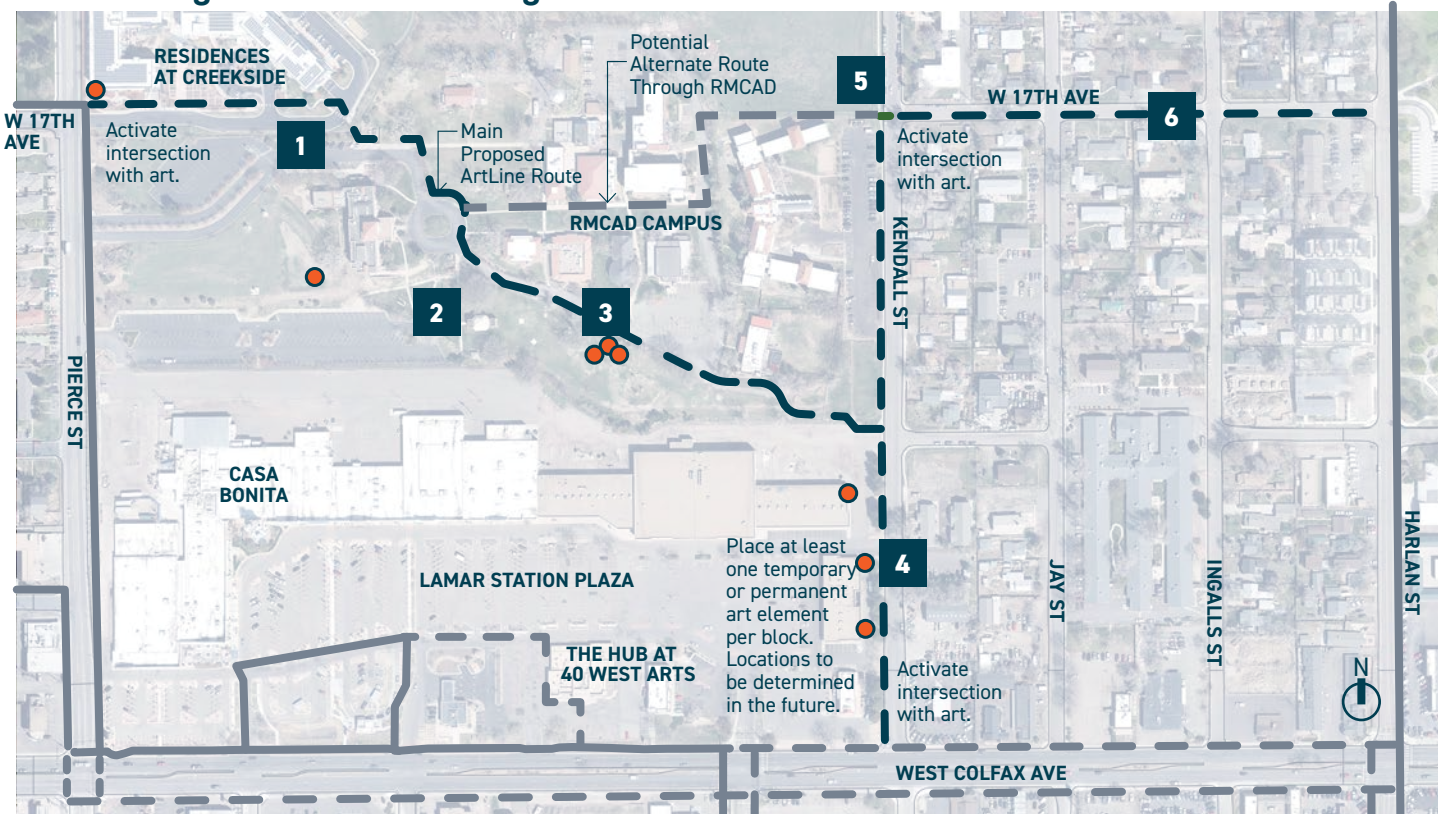 RESIDENCES
AT CREEKSIDE
W 17TH
AVE
Activate
intersection
with art.
1
Main
Proposed
ArtLine Route
Potential
Alternate Route
Through RMCAD
5
W 17TH AVE
6
Activate
intersection
with art.
RMCAD CAMPUS
KENDALL ST
2
3
PIERCE ST
CASA
BONITA
LAMAR STATION PLAZA
THE HUB AT
40 WEST ARTS
Place at least
one temporary
or permanent
art element
per block.
Locations to
be determined
in the future.
4
Activate
intersection
with art.
JAY ST
INGALLS ST
HARLAN ST
N
WEST COLFAX AVE